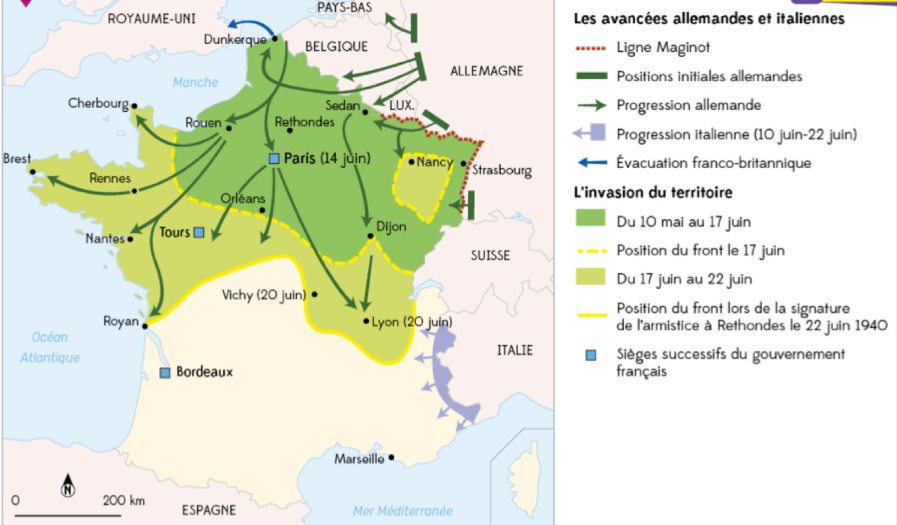 ROYAUME-UNI
PAYS-BAS
Dunkerque
BELGIQUE
ALLEMAGNE
Manche
Cherbourg
Sedan
LUX.
Rouen
Rethondes
Brest
Paris (14 juin)
Nancy
Strasbourg
Rennes
Orléans
Nantes
Tours
Dijon
SUISSE
Vichy (20 juin)
Royan
Lyon (20 juin)
Océan
Atlantique
ITALIE
Bordeaux
Marseille
N
0 200 km
ESPAGNE
Mer Méditerranée
Les avancées allemandes et italiennes
Ligne Maginot
Positions initiales allemandes
Progression allemande
Progression italienne (10 juin-22 juin)
Évacuation franco-britannique
L'invasion du territoire
Du 10 mai au 17 juin
Position du front le 17 juin
Du 17 juin au 22 juin
Position du front lors de la signature
de l'armistice à Rethondes le 22 juin 1940
Sièges successifs du gouvernement
français